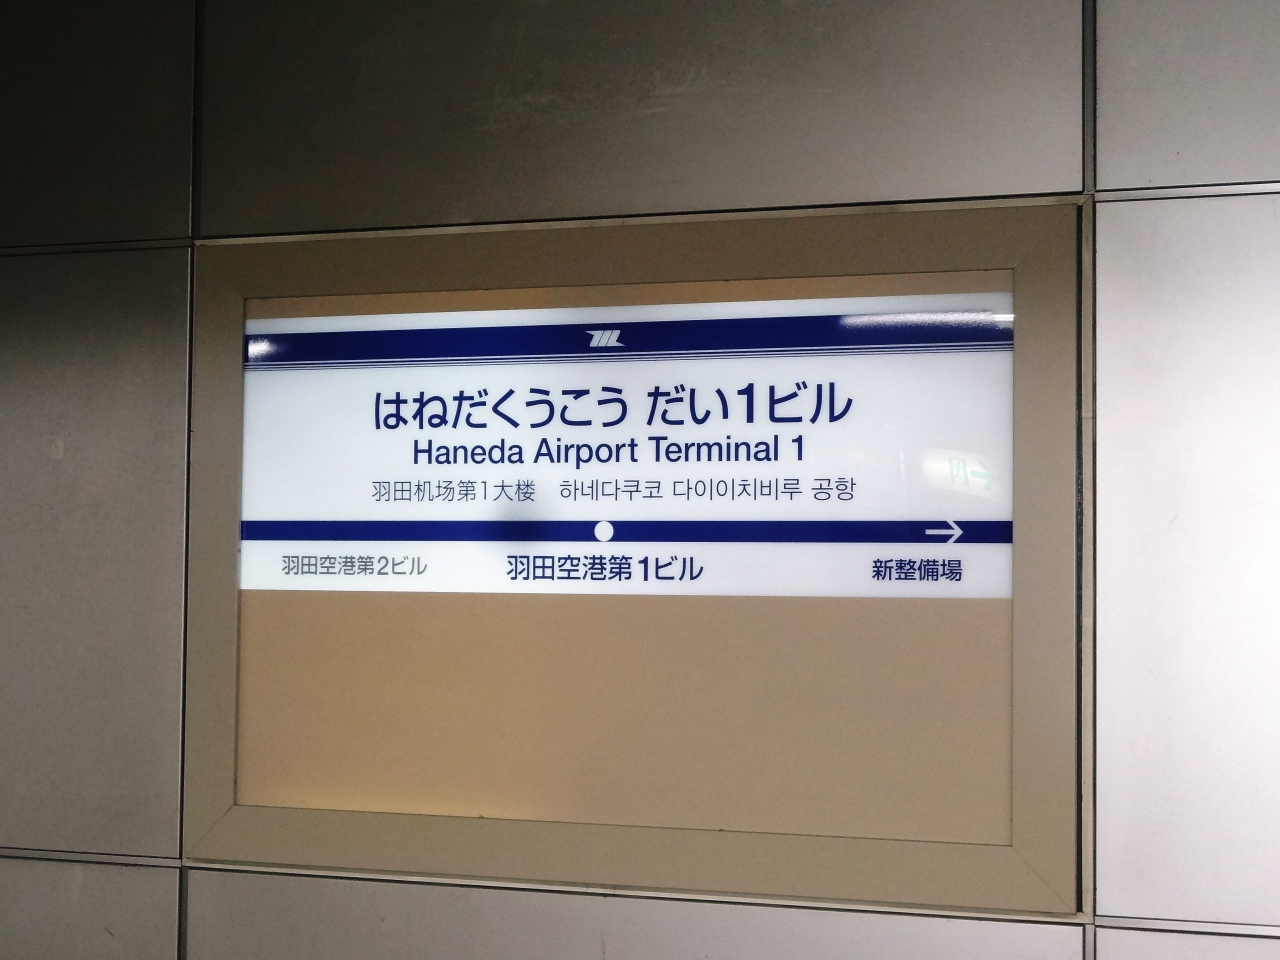 はねだくうこう だい1ビル
Haneda Airport Terminal 1
羽田机场第1大楼 하네다쿠코 다이이치비루 공항
羽田空港第2ビル 羽田空港第1ビル 新整備場